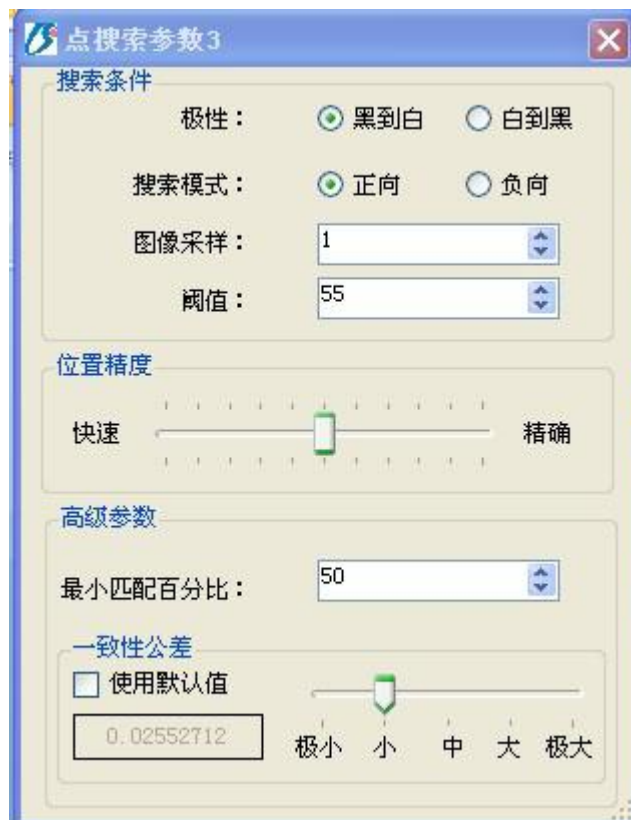 点搜索参数3
搜索条件
极性： 黑到白 白到黑
搜索模式： 正向 负向
图像采样： 1
阈值： 55
位置精度
快速 精确
高级参数
最小匹配百分比： 50
一致性公差
使用默认值
0.02552712
极小 小 中 大 极大